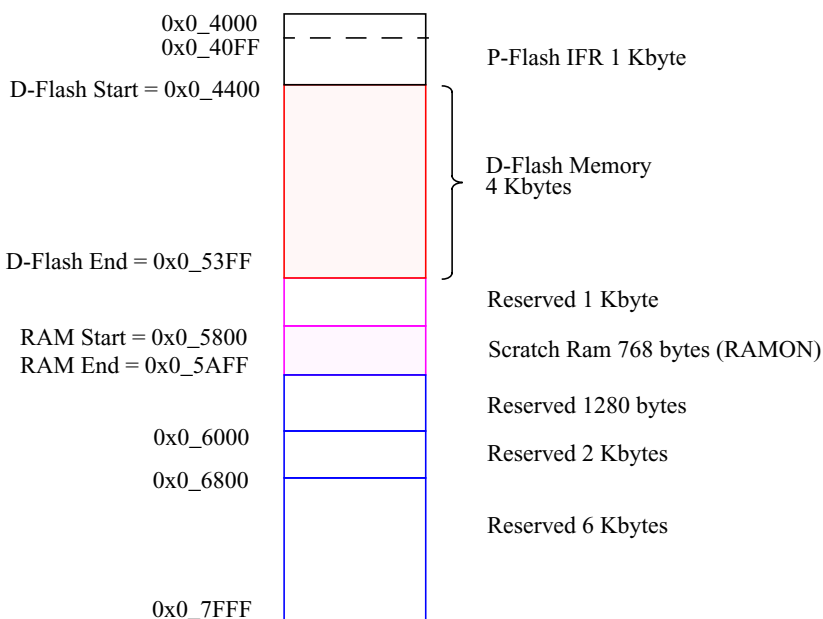 0x0_4000
0x0_40FF
P-Flash IFR 1 Kbyte
D-Flash Start = 0x0_4400
D-Flash Memory
4 Kbytes
D-Flash End = 0x0_53FF
Reserved 1 Kbyte
RAM Start = 0x0_5800
Scratch Ram 768 bytes (RAMON)
RAM End = 0x0_5AFF
Reserved 1280 bytes
0x0_6000
Reserved 2 Kbytes
0x0_6800
Reserved 6 Kbytes
0x0_7FFF